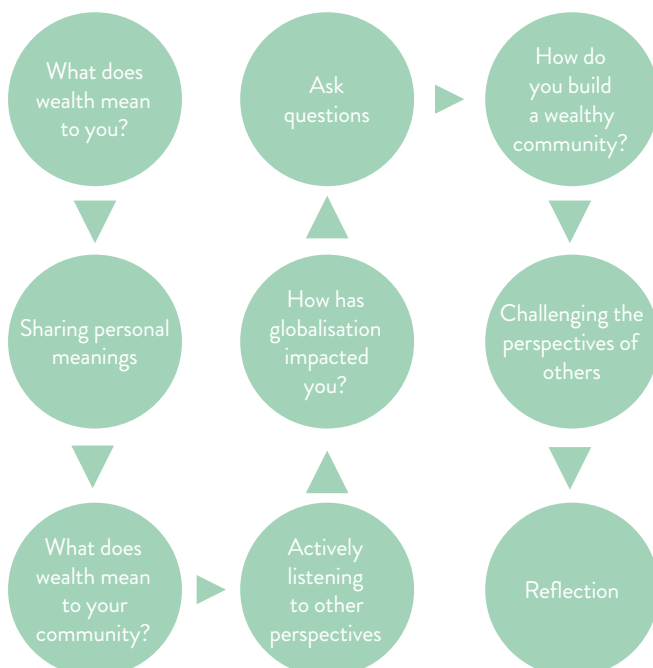 What does
wealth mean
to you?
Sharing personal
meanings
What does
wealth mean
to your
community?
Actively
listening
to other
perspectives
How has
globalisation
impacted
you?
Ask
questions
How do
you build
a wealthy
community?
Challenging the
perspectives of
others
Reflection